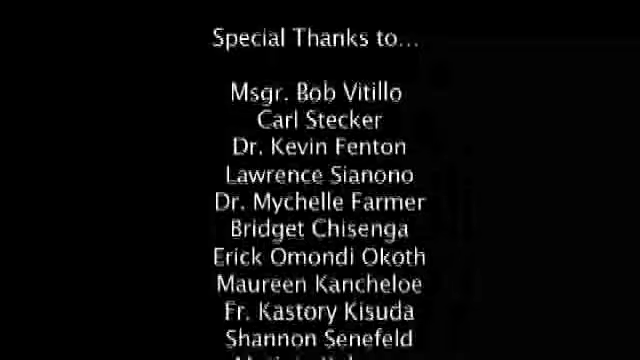 Special Thanks to...
Msgr. Bob Vitillo
Carl Stecker
Dr. Kevin Fenton
Lawrence Sianono
Dr. Mychelle Farmer
Bridget Chisenga
Erick Omondi Okoth
Maureen Kancheloe
Fr. Kastory Kisuda
Shannon Senefeld